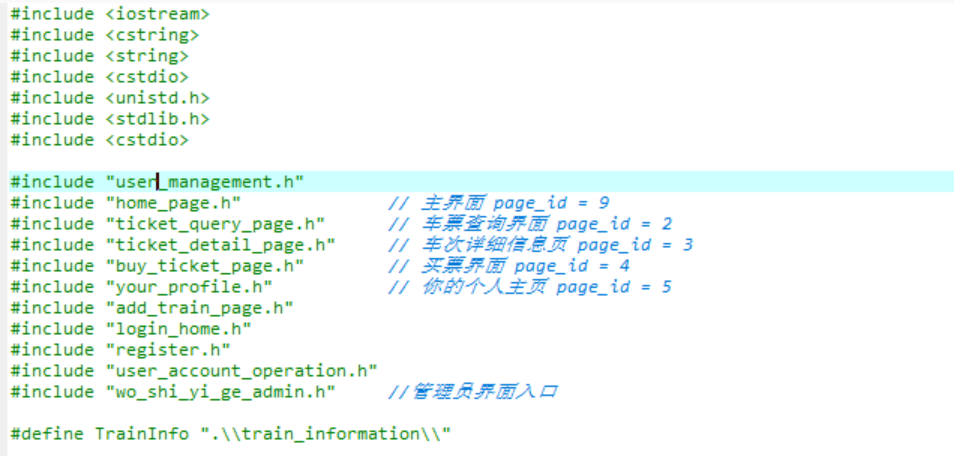 #include <iostream>
#include <cstring>
#include <string>
#include <cstdio>
#include <unistd.h>
#include <stdlib.h>
#include <cstdio>
#include "user_management.h"
#include "home_page.h" // 主界面 page_id = 9
#include "ticket_query_page.h" // 车票查询界面 page_id = 2
#include "ticket_detail_page.h" // 车次详细信息页 page_id = 3
#include "buy_ticket_page.h" // 买票界面 page_id = 4
#include "your_profile.h" // 你的个人主页 page_id = 5
#include "add_train_page.h"
#include "login_home.h"
#include "register.h"
#include "user_account_operation.h"
#include "wo_shi_yi_ge_admin.h" //管理员界面入口
#define TrainInfo ".\\train_information\\"